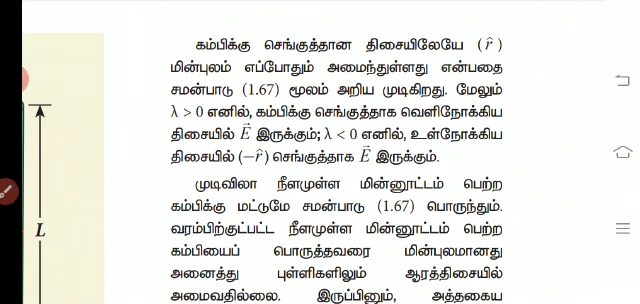 கம்பிக்கு செங்குத்தான திசையிலேயே (r̂)
மின்புலம் எப்போதும் அமைந்துள்ளது என்பதை
சமன்பாடு (1.67) மூலம் அறிய முடிகிறது. மேலும்
λ > 0 எனில், கம்பிக்கு செங்குத்தாக வெளிநோக்கிய
திசையில் E⃗ இருக்கும்; λ < 0 எனில், உள்நோக்கிய
திசையில் (−r̂) செங்குத்தாக E⃗ இருக்கும்.
முடிவிலா நீளமுள்ள மின்னூட்டம் பெற்ற
கம்பிக்கு மட்டுமே சமன்பாடு (1.67) பொருந்தும்.
வரம்பிற்குட்பட்ட நீளமுள்ள மின்னூட்டம் பெற்ற
கம்பியைப் பொருத்தவரை மின்புலமானது
அனைத்து புள்ளிகளிலும் ஆரத்திசையில்
அமைவதில்லை. இருப்பினும், அத்தகைய
L